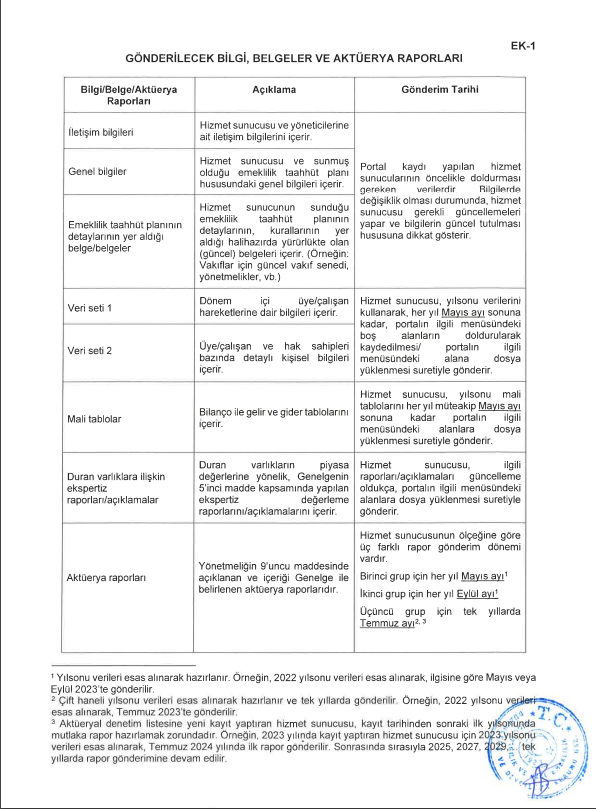 EK-1
GÖNDERİLECEK BİLGİ, BELGELER VE AKTÜERYA RAPORLARI
Bilgi/Belge/Aktüerya
Raporları
Açıklama
Gönderim Tarihi
İletişim bilgileri
Hizmet sunucusu ve yöneticilerine
ait iletişim bilgilerini içerir.
Genel bilgiler
Hizmet sunucusu ve sunmuş
olduğu emeklilik taahhüt planı
hususundaki genel bilgileri içerir.
Emeklilik taahhüt planının
detaylarının yer aldığı
belge/belgeler
Hizmet sunucunun sunduğu
emeklilik taahhüt planının
detaylarının, kurallarının yer
aldığı halihazırda yürürlükte olan
(güncel) belgeleri içerir. (Örneğin:
Vakıflar için güncel vakıf senedi,
yönetmelikler, vb.)
Portal kaydı yapılan hizmet
sunucularının öncelikle doldurması
gereken verilerdir. Bilgilerde
değişiklik olması durumunda, hizmet
sunucusu gerekli güncellemeleri
yapar ve bilgilerin güncel tutulması
hususuna dikkat gösterir.
Veri seti 1
Dönem içi üye/çalışan
hareketlerine dair bilgileri içerir.
Veri seti 2
Üye/çalışan ve hak sahipleri
bazında detaylı kişisel bilgileri
içerir.
Hizmet sunucusu, yılsonu verilerini
kullanarak, her yıl Mayıs ayı sonuna
kadar, portalın ilgili menüsündeki
boş alanların doldurularak
kaydedilmesi/ portalın ilgili
menüsündeki alana dosya
yüklenmesi suretiyle gönderir.
Mali tablolar
Bilanço ile gelir ve gider tablolarını
içerir.
Hizmet sunucusu, yılsonu mali
tablolarını her yıl müteakip Mayıs ayı
sonuna kadar portalın ilgili
menüsündeki alanlara dosya
yüklenmesi suretiyle gönderir.
Duran varlıklara ilişkin
ekspertiz
raporları/açıklamalar
Duran varlıkların piyasa
değerlerine yönelik, Genelgenin
5'inci madde kapsamında yapılan
ekspertiz değerleme
raporlarını/açıklamalarını içerir.
Hizmet sunucusu, ilgili
raporları/açıklamaları güncelleme
oldukça, portalın ilgili menüsündeki
alanlara dosya yüklenmesi suretiyle
gönderir.
Aktüerya raporları
Yönetmeliğin 9'uncu maddesinde
açıklanan ve içeriği Genelge ile
belirlenen aktüerya raporlarıdır.
Hizmet sunucusunun ölçeğine göre
üç farklı rapor gönderim dönemi
vardır.
Birinci grup için her yıl Mayıs ayı¹
İkinci grup için her yıl Eylül ayı¹
Üçüncü grup için tek yıllarda
Temmuz ayı², ³
¹ Yılsonu verileri esas alınarak hazırlanır. Örneğin, 2022 yılsonu verileri esas alınarak, ilgisine göre Mayıs veya
Eylül 2023'te gönderilir.
² Çift haneli yılsonu verileri esas alınarak hazırlanır ve tek yıllarda gönderilir. Örneğin, 2022 yılsonu verileri
esas alınarak, Temmuz 2023'te gönderilir.
³ Aktüeryal denetim listesine yeni kayıt yaptıran hizmet sunucusu, kayıt tarihinden sonraki ilk yılsonunda
mutlaka rapor hazırlamak zorundadır. Örneğin, 2023 yılında kayıt yaptıran hizmet sunucusu için 2023 yılsonu
verileri esas alınarak, Temmuz 2024 yılında ilk rapor gönderilir. Sonrasında sırasıyla 2025, 2027, 2029, tek
yıllarda rapor gönderimine devam edilir.
T.C.